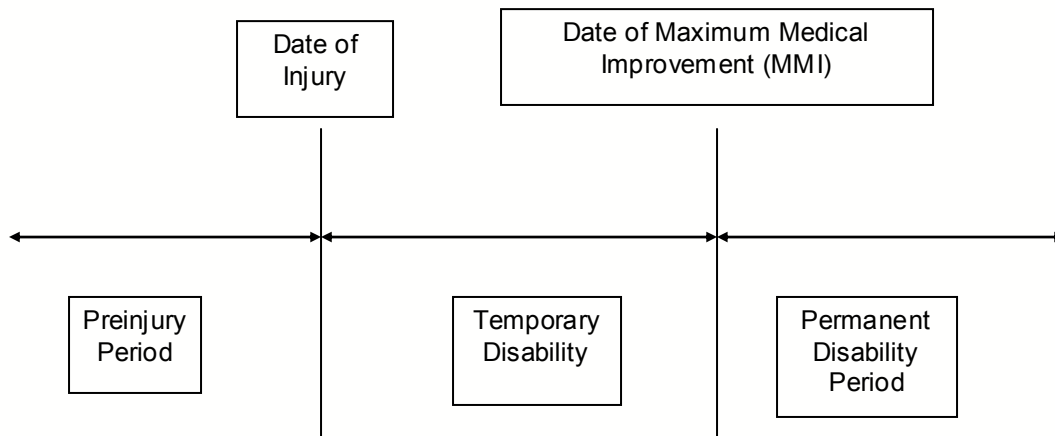 Date of
Injury
Date of Maximum Medical
Improvement (MMI)
Preinjury
Period
Temporary
Disability
Permanent
Disability
Period